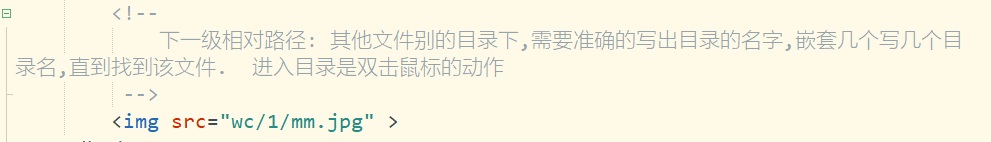 <!--
下一级相对路径: 其他文件别的目录下,需要准确的写出目录的名字,嵌套几个写几个目
录名,直到找到该文件. 进入目录是双击鼠标的动作
-->
<img src="wc/1/mm.jpg" >